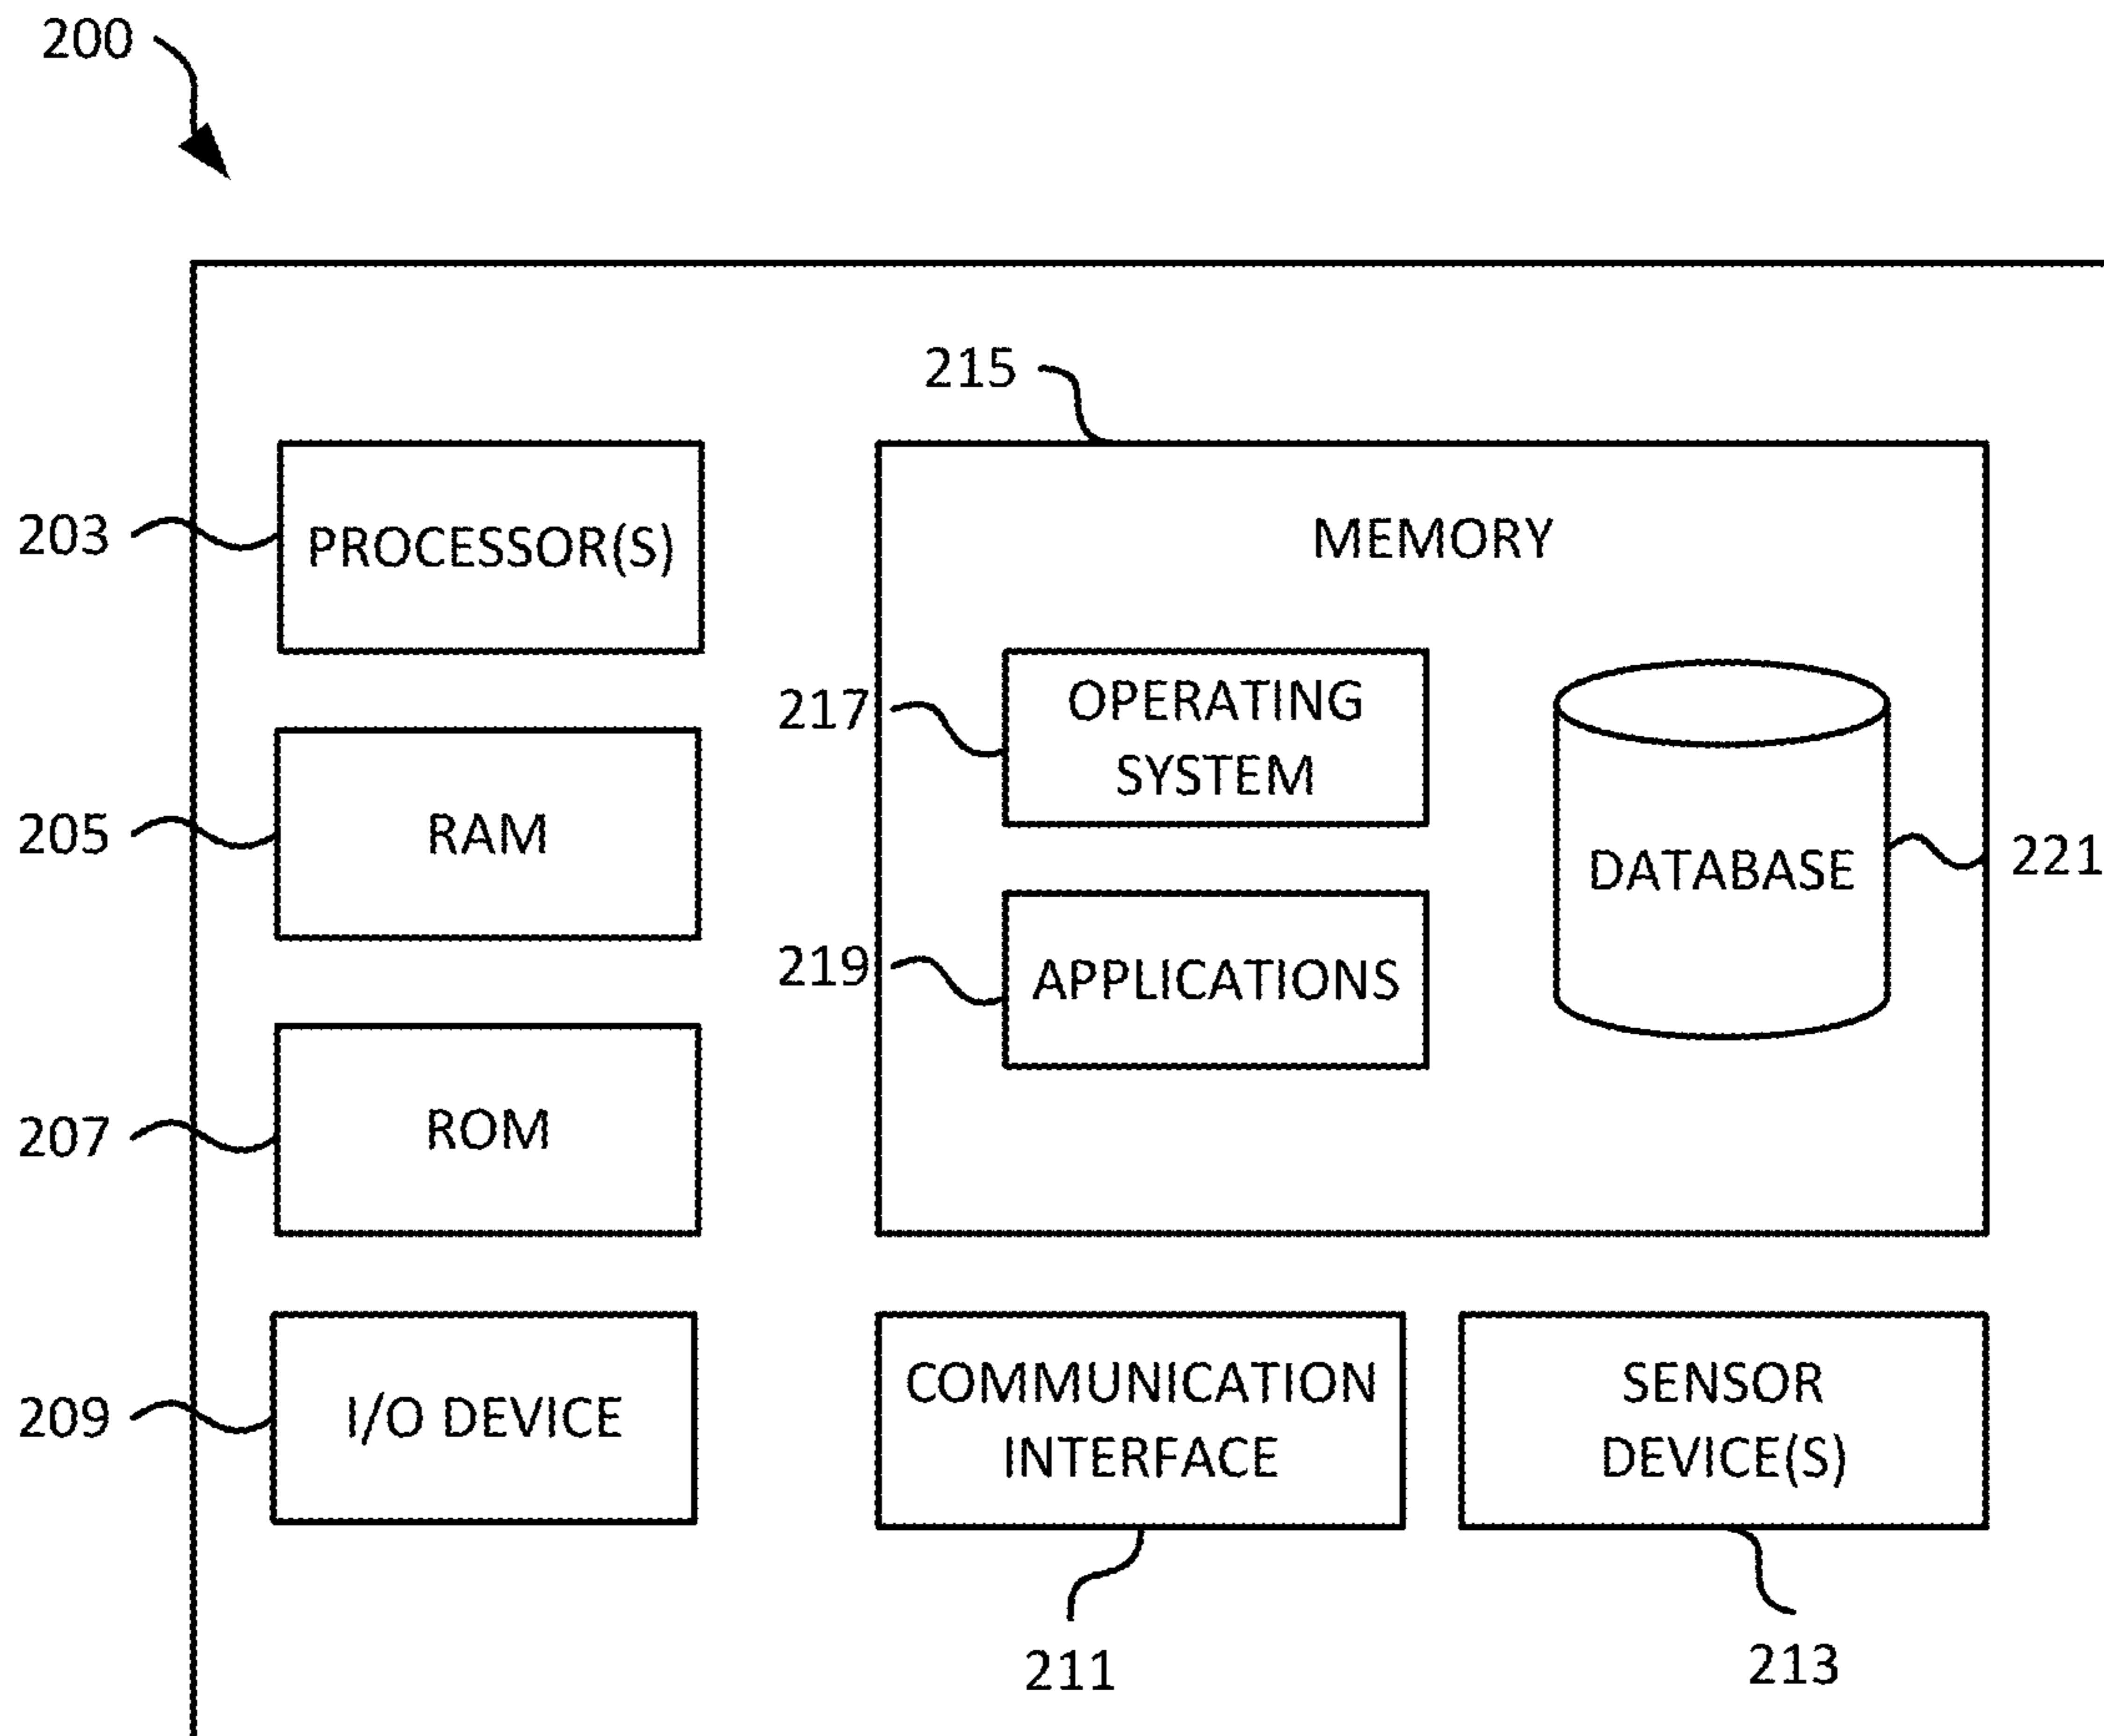 200
215
203
PROCESSOR(S)
MEMORY
217
OPERATING
SYSTEM
205
RAM
DATABASE
221
219
APPLICATIONS
207
ROM
209
I/O DEVICE
COMMUNICATION
INTERFACE
SENSOR
DEVICE(S)
211
213